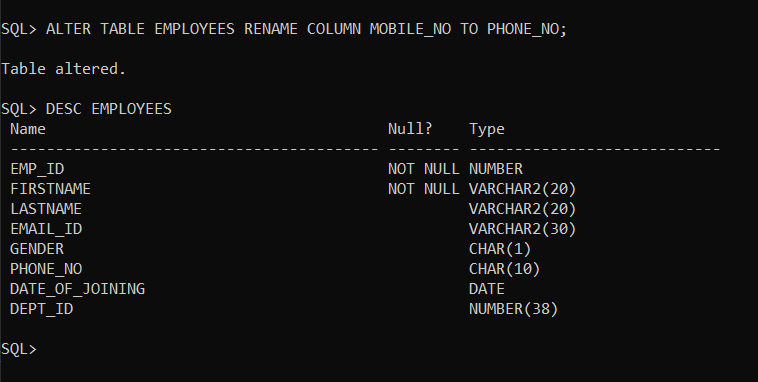 SQL> ALTER TABLE EMPLOYEES RENAME COLUMN MOBILE_NO TO PHONE_NO;
Table altered.
SQL> DESC EMPLOYEES
 Name                                      Null?    Type
 ----------------------------------------- -------- ----------------------------
 EMP_ID                                    NOT NULL NUMBER
 FIRSTNAME                                 NOT NULL VARCHAR2(20)
 LASTNAME                                           VARCHAR2(20)
 EMAIL_ID                                           VARCHAR2(30)
 GENDER                                             CHAR(1)
 PHONE_NO                                           CHAR(10)
 DATE_OF_JOINING                                    DATE
 DEPT_ID                                            NUMBER(38)
SQL>